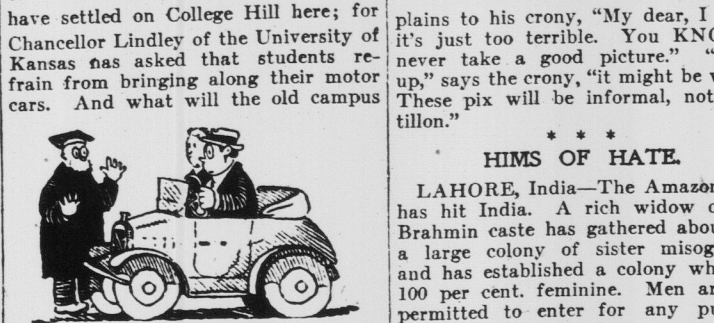 have settled on College Hill here; for
Chancellor Lindley of the University of
Kansas has asked that students re-
frain from bringing along their motor
cars. And what will the old campus
plains to his crony, "My dear, I
it's just too terrible. You KNO
never take a good picture." "
up," says the crony, "it might be w
These pix will be informal, not
tillon."
* * *
HIMS OF HATE.
LAHORE, India—The Amazon
has hit India. A rich widow o
Brahmin caste has gathered abou
a large colony of sister misog
and has established a colony wh
100 per cent. feminine. Men ar
permitted to enter for any pu